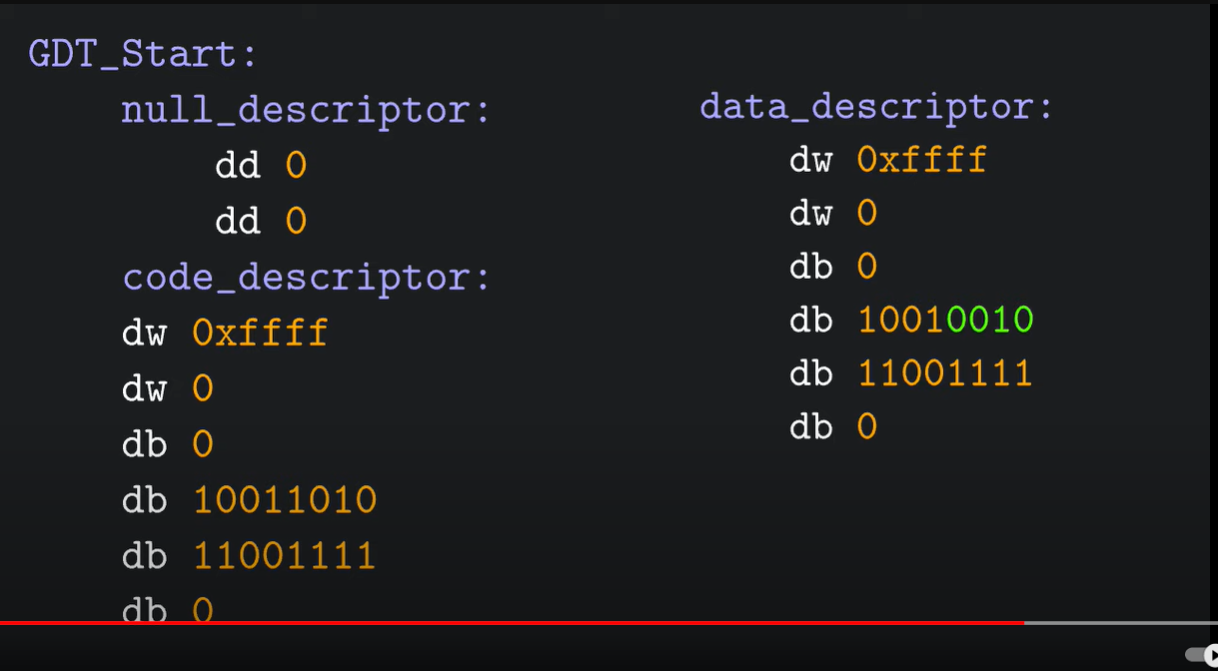 GDT_Start:
null_descriptor:
dd 0
dd 0
code_descriptor:
dw 0xffff
dw 0
db 0
db 10011010
db 11001111
db 0
data_descriptor:
dw 0xffff
dw 0
db 0
db 10010010
db 11001111
db 0